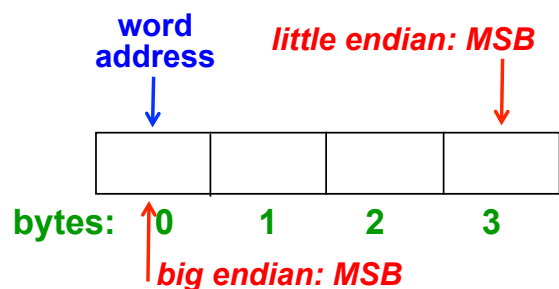 word
address
little endian: MSB
bytes: 0 1 2 3
big endian: MSB